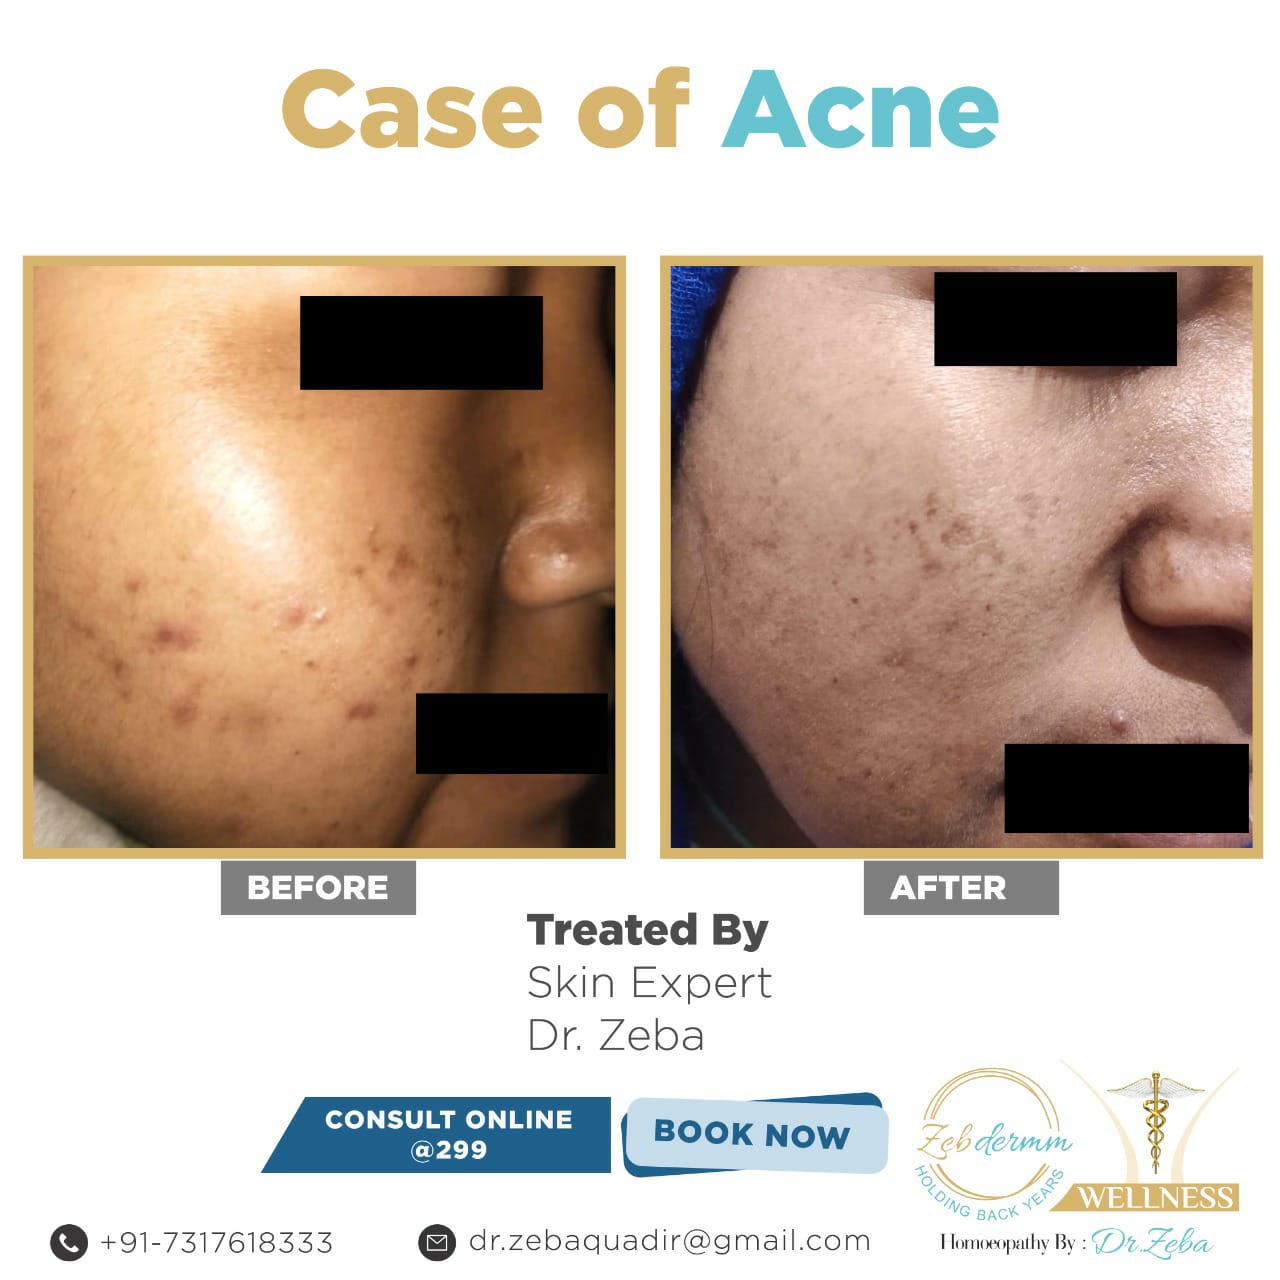 Case of Acne
BEFORE
AFTER
Treated By
Skin Expert
Dr. Zeba
CONSULT ONLINE
@299
BOOK NOW
Zebdermm
HOLDING BACK YEARS
WELLNESS
+91-7317618333
dr.zebaquadir@gmail.com
Homoeopathy By : Dr.Zeba